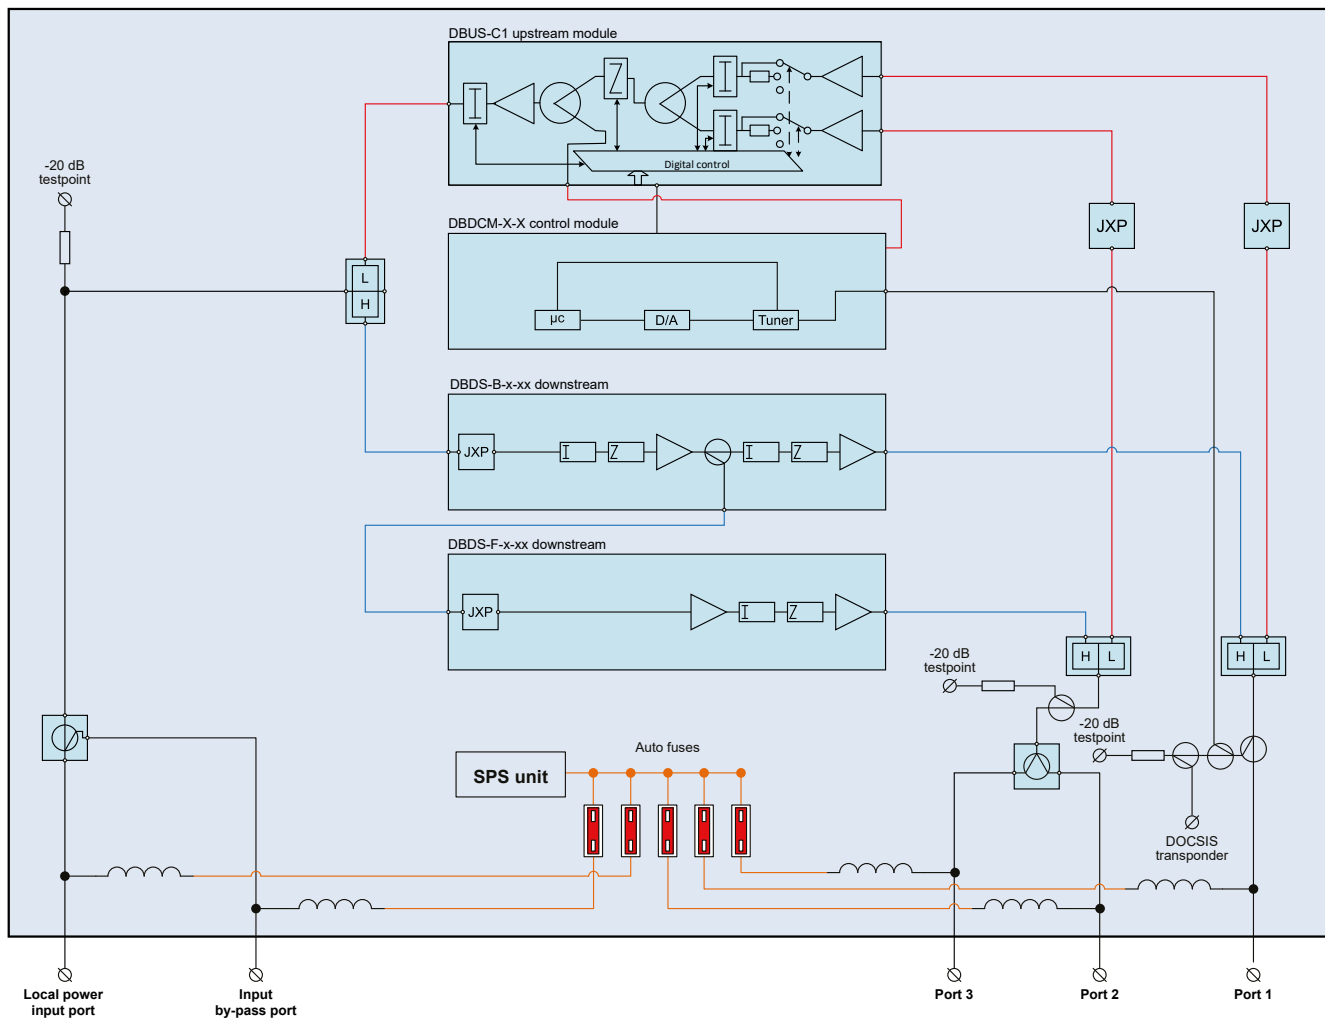 DBUS-C1 upstream module
Digital control
-20 dB
testpoint
DBDCM-X-X control module
JXP
JXP
L
H
µc
D/A
Tuner
DBDS-B-x-xx downstream
JXP
I
Z
I
Z
DBDS-F-x-xx downstream
JXP
I
Z
H
L
H
L
-20 dB
testpoint
-20 dB
testpoint
Auto fuses
SPS unit
DOCSIS
transponder
Local power
input port
Input
by-pass port
Port 3
Port 2
Port 1